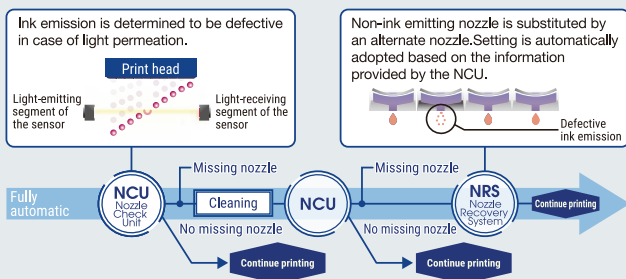 Ink emission is determined to be defective
in case of light permeation.
Print head
Light-emitting
segment of
the sensor
Light-receiving
segment of the
sensor
Non-ink emitting nozzle is substituted by
an alternate nozzle.Setting is automatically
adopted based on the information
provided by the NCU.
Defective
ink emission
Fully
automatic
NCU
Nozzle
Check
Unit
Missing nozzle
Cleaning
No missing nozzle
Continue printing
NCU
Missing nozzle
No missing nozzle
Continue printing
NRS
Nozzle
Recovery
System
Continue printing